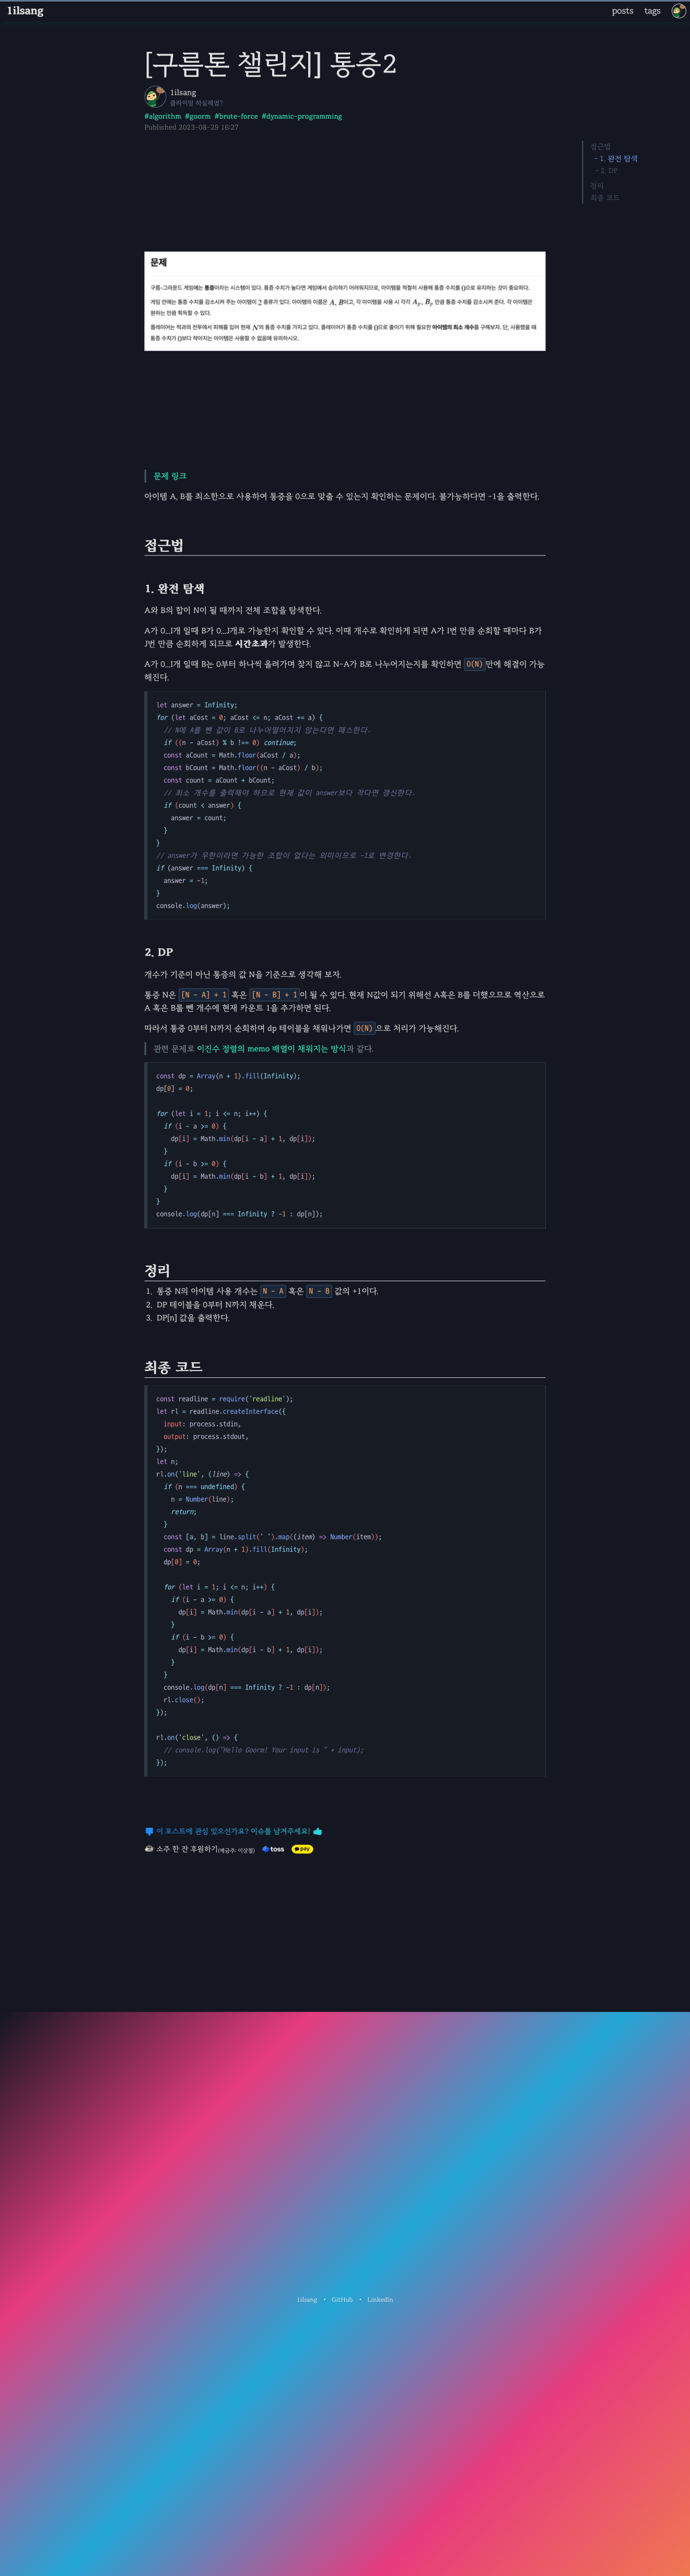 1ilsang
posts
tags
[구름톤 챌린지] 통증2
1ilsang
클라이밍 하실래염?
#algorithm #goorm #brute-force #dynamic-programming
Published 2023-08-29 16:27
접근법
- 1. 완전 탐색
- 2. DP
정리
최종 코드
문제
구름-그라운드 게임에는 통증이라는 시스템이 있다. 통증 수치가 높다면 게임에서 승리하기 어려워지므로, 아이템을 적절히 사용해 통증 수치를 0으로 유지하는 것이 중요하다.
게임 안에는 통증 수치를 감소시켜 주는 아이템이 2 종류가 있다. 아이템의 이름은 A, B이고, 각 아이템을 사용 시 각각 Ap, Bp 만큼 통증 수치를 감소시켜 준다. 각 아이템은
원하는 만큼 획득할 수 있다.
플레이어는 적과의 전투에서 피해를 입어 현재 N의 통증 수치를 가지고 있다. 플레이어가 통증 수치를 0으로 줄이기 위해 필요한 아이템의 최소 개수를 구해보자. 단, 사용했을 때
통증 수치가 0보다 작아지는 아이템은 사용할 수 없음에 유의하시오.
문제 링크
아이템 A, B를 최소한으로 사용하여 통증을 0으로 맞출 수 있는지 확인하는 문제이다. 불가능하다면 -1을 출력한다.
접근법
1. 완전 탐색
A와 B의 합이 N이 될 때까지 전체 조합을 탐색한다.
A가 0...I개 일때 B가 0...J개로 가능한지 확인할 수 있다. 이때 개수로 확인하게 되면 A가 I번 만큼 순회할 때마다 B가
J번 만큼 순회하게 되므로 시간초과가 발생한다.
A가 0...I개 일때 B는 0부터 하나씩 올려가며 찾지 않고 N-A가 B로 나누어지는지를 확인하면 O(N)만에 해결이 가능
해진다.
let answer = Infinity;
for (let aCost = 0; aCost <= n; aCost += a) {
// N에 A를 뺀 값이 B로 나누어떨어지지 않는다면 패스한다.
if ((n - aCost) % b !== 0) continue;
const aCount = Math.floor(aCost / a);
const bCount = Math.floor((n - aCost) / b);
const count = aCount + bCount;
// 최소 개수를 출력해야 하므로 현재 값이 answer보다 작다면 갱신한다.
if (count < answer) {
answer = count;
}
}
// answer가 무한이라면 가능한 조합이 없다는 의미이므로 -1로 변경한다.
if (answer === Infinity) {
answer = -1;
}
console.log(answer);
2. DP
개수가 기준이 아닌 통증의 값 N을 기준으로 생각해 보자.
통증 N은 [N - A] + 1 혹은 [N - B] + 1이 될 수 있다. 현재 N값이 되기 위해선 A혹은 B를 더했으므로 역산으로
A 혹은 B를 뺀 개수에 현재 카운트 1을 추가하면 된다.
따라서 통증 0부터 N까지 순회하며 dp 테이블을 채워나가면 O(N)으로 처리가 가능해진다.
관련 문제로 이진수 정렬의 memo 배열이 채워지는 방식과 같다.
const dp = Array(n + 1).fill(Infinity);
dp[0] = 0;
for (let i = 1; i <= n; i++) {
if (i - a >= 0) {
dp[i] = Math.min(dp[i - a] + 1, dp[i]);
}
if (i - b >= 0) {
dp[i] = Math.min(dp[i - b] + 1, dp[i]);
}
}
console.log(dp[n] === Infinity ? -1 : dp[n]);
정리
1. 통증 N의 아이템 사용 개수는 N - A 혹은 N - B 값의 +1이다.
2. DP 테이블을 0부터 N까지 채운다.
3. DP[n] 값을 출력한다.
최종 코드
const readline = require('readline');
let rl = readline.createInterface({
input: process.stdin,
output: process.stdout,
});
let n;
rl.on('line', (line) => {
if (n === undefined) {
n = Number(line);
return;
}
const [a, b] = line.split(' ').map((item) => Number(item));
const dp = Array(n + 1).fill(Infinity);
dp[0] = 0;
for (let i = 1; i <= n; i++) {
if (i - a >= 0) {
dp[i] = Math.min(dp[i - a] + 1, dp[i]);
}
if (i - b >= 0) {
dp[i] = Math.min(dp[i - b] + 1, dp[i]);
}
}
console.log(dp[n] === Infinity ? -1 : dp[n]);
rl.close();
});
rl.on('close', () => {
// console.log("Hello Goorm! Your input is " + input);
});
이 포스트에 관심 있으신가요? 이슈를 남겨주세요!
소주 한 잔 후원하기(예금주: 이상철) toss pay
1ilsang • GitHub • LinkedIn